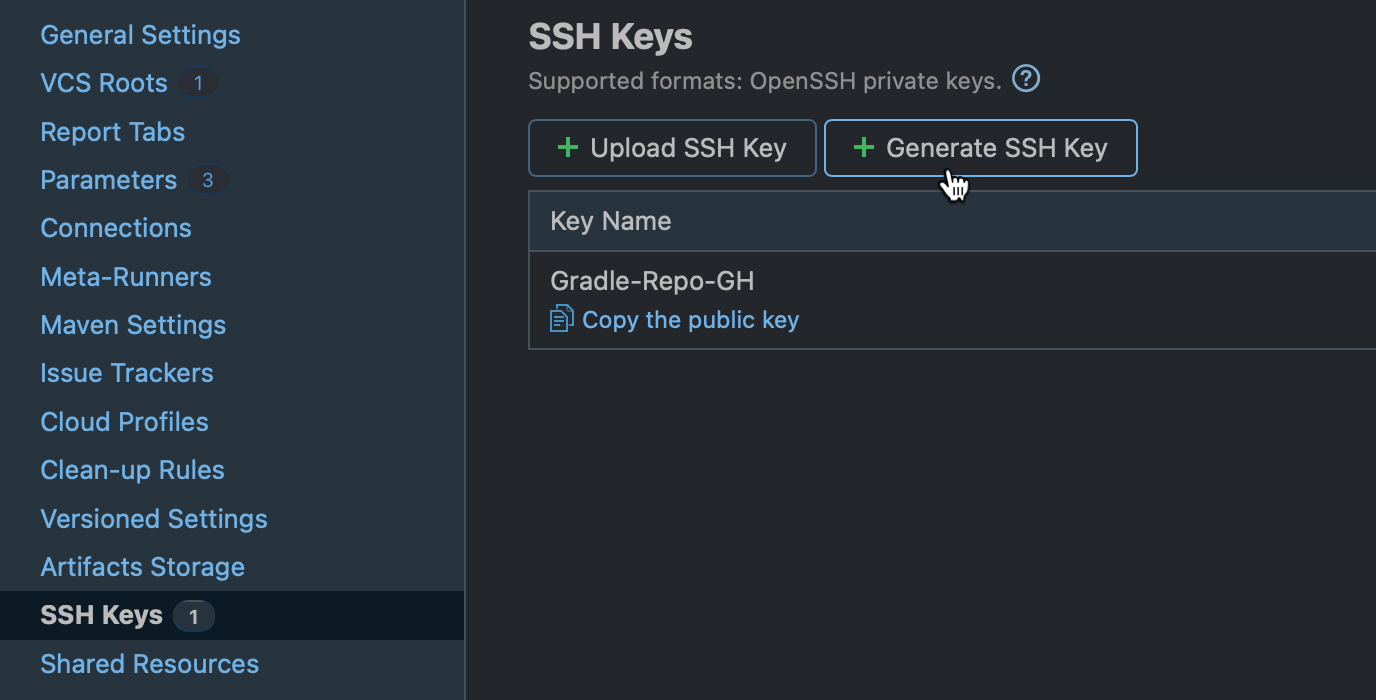 General Settings
VCS Roots 1
Report Tabs
Parameters 3
Connections
Meta-Runners
Maven Settings
Issue Trackers
Cloud Profiles
Clean-up Rules
Versioned Settings
Artifacts Storage
SSH Keys 1
Shared Resources
SSH Keys
Supported formats: OpenSSH private keys. ?
+ Upload SSH Key + Generate SSH Key
Key Name
Gradle-Repo-GH
Copy the public key